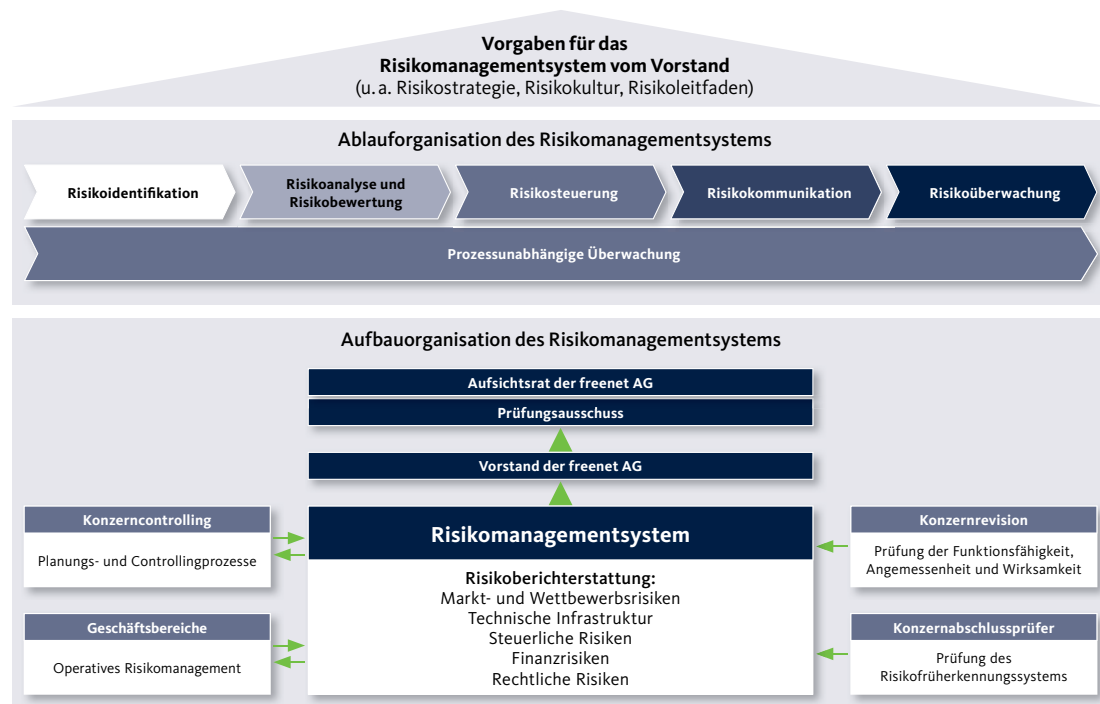 Vorgaben für das
Risikomanagementsystem vom Vorstand
(u. a. Risikostrategie, Risikokultur, Risikoleitfaden)
Ablauforganisation des Risikomanagementsystems
Risikoidentifikation
Risikoanalyse und
Risikobewertung
Risikosteuerung
Risikokommunikation
Risikoüberwachung
Prozessunabhängige Überwachung
Aufbauorganisation des Risikomanagementsystems
Aufsichtsrat der freenet AG
Prüfungsausschuss
Vorstand der freenet AG
Konzerncontrolling
Planungs- und Controllingprozesse
Geschäftsbereiche
Operatives Risikomanagement
Risikomanagementsystem
Risikoberichterstattung:
Markt- und Wettbewerbsrisiken
Technische Infrastruktur
Steuerliche Risiken
Finanzrisiken
Rechtliche Risiken
Konzernrevision
Prüfung der Funktionsfähigkeit,
Angemessenheit und Wirksamkeit
Konzernabschlussprüfer
Prüfung des
Risikofrüherkennungssystems